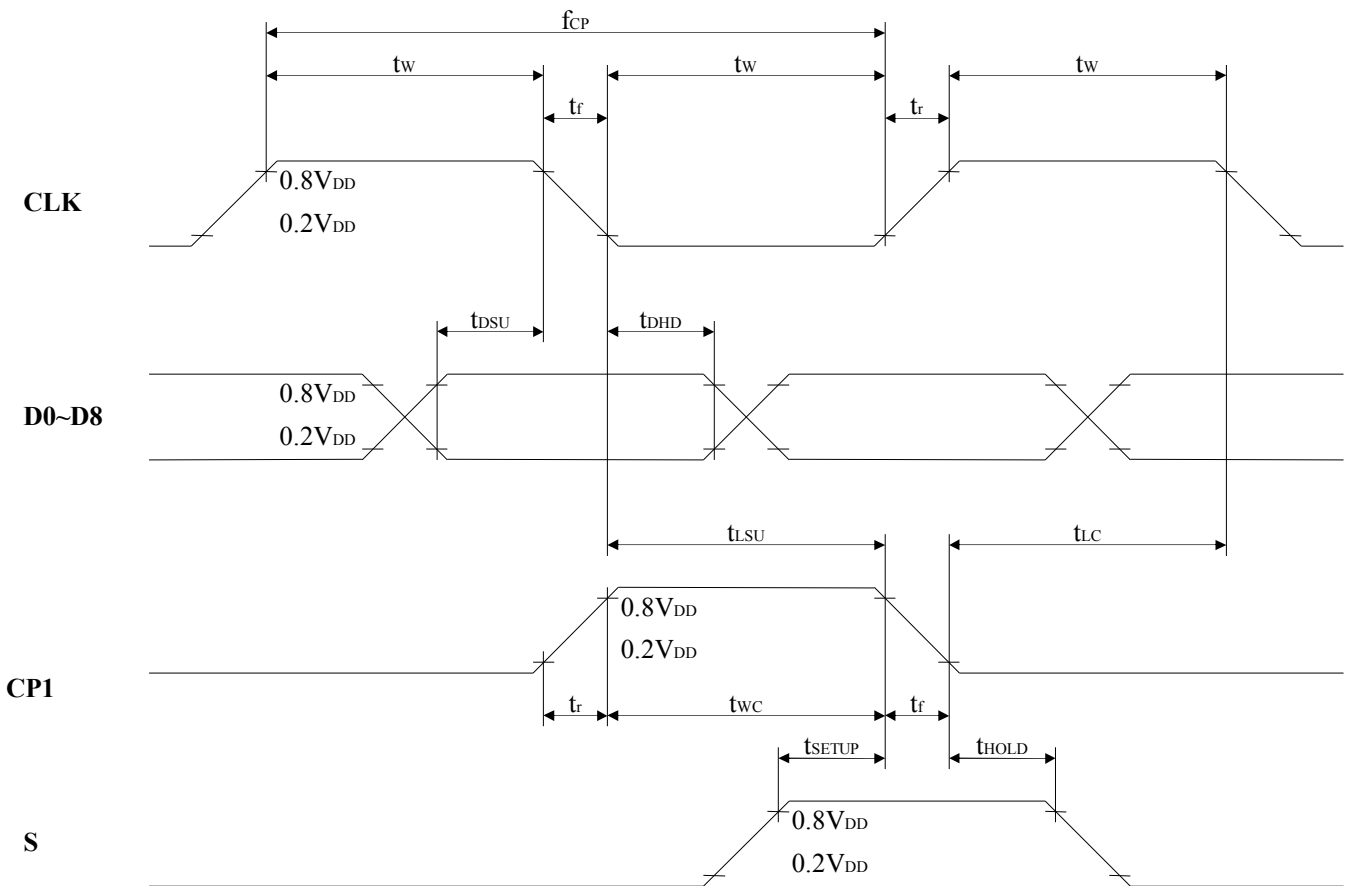 fCP
tW tW tW
tf tr
CLK
0.8VDD
0.2VDD
tDSU tDHD
D0~D8
0.8VDD
0.2VDD
tLSU tLC
0.8VDD
0.2VDD
CP1
tr tWC tf
tSETUP tHOLD
S
0.8VDD
0.2VDD